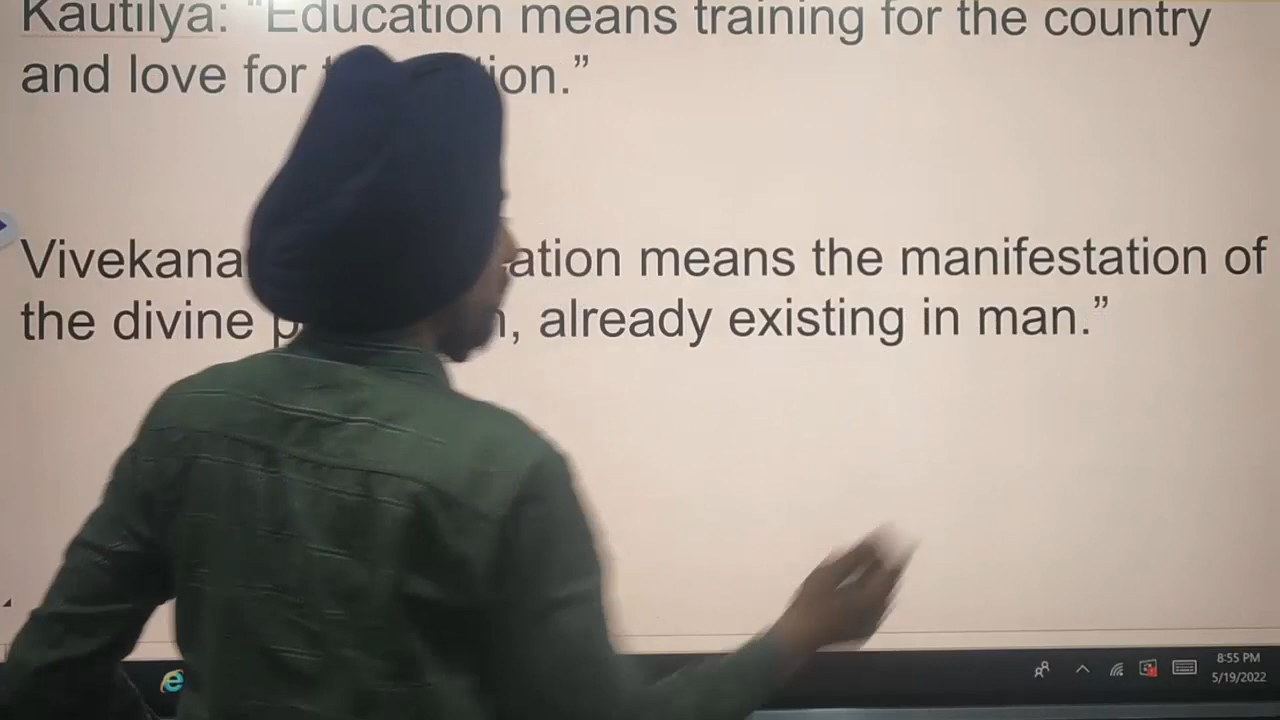 Kautilya: “Education means training for the country
and love for tion.”
Vivekana ation means the manifestation of
the divine p n, already existing in man.”
8:55 PM
5/19/2022